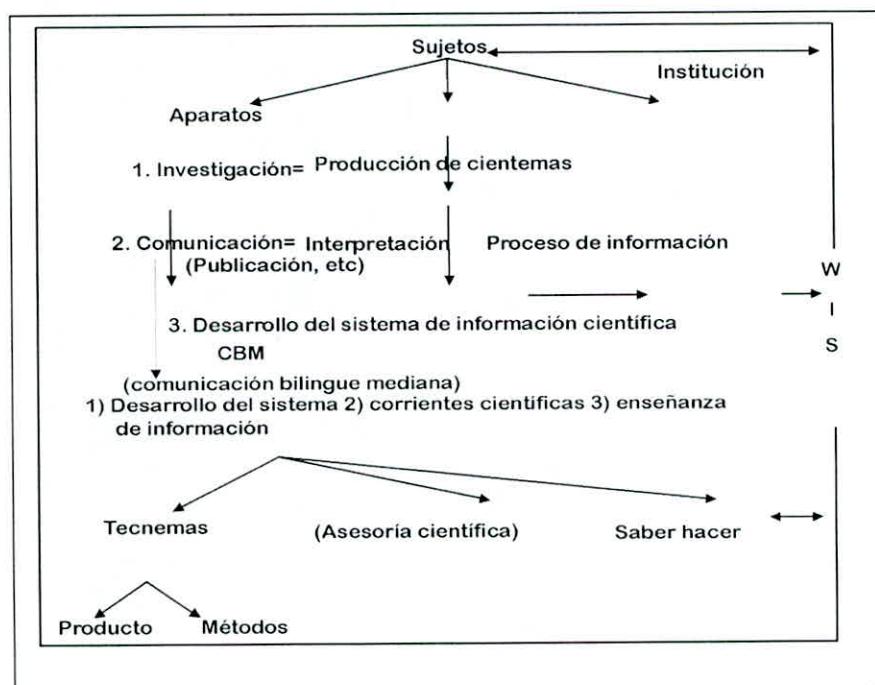 Sujetos
Institución
Aparatos
1. Investigación= Producción de cientemas
2. Comunicación= Interpretación Proceso de información
(Publicación, etc)
W
I
S
3. Desarrollo del sistema de información científica
CBM
(comunicación bilingue mediana)
1) Desarrollo del sistema 2) corrientes científicas 3) enseñanza
de información
Tecnemas (Asesoría científica) Saber hacer
Producto Métodos